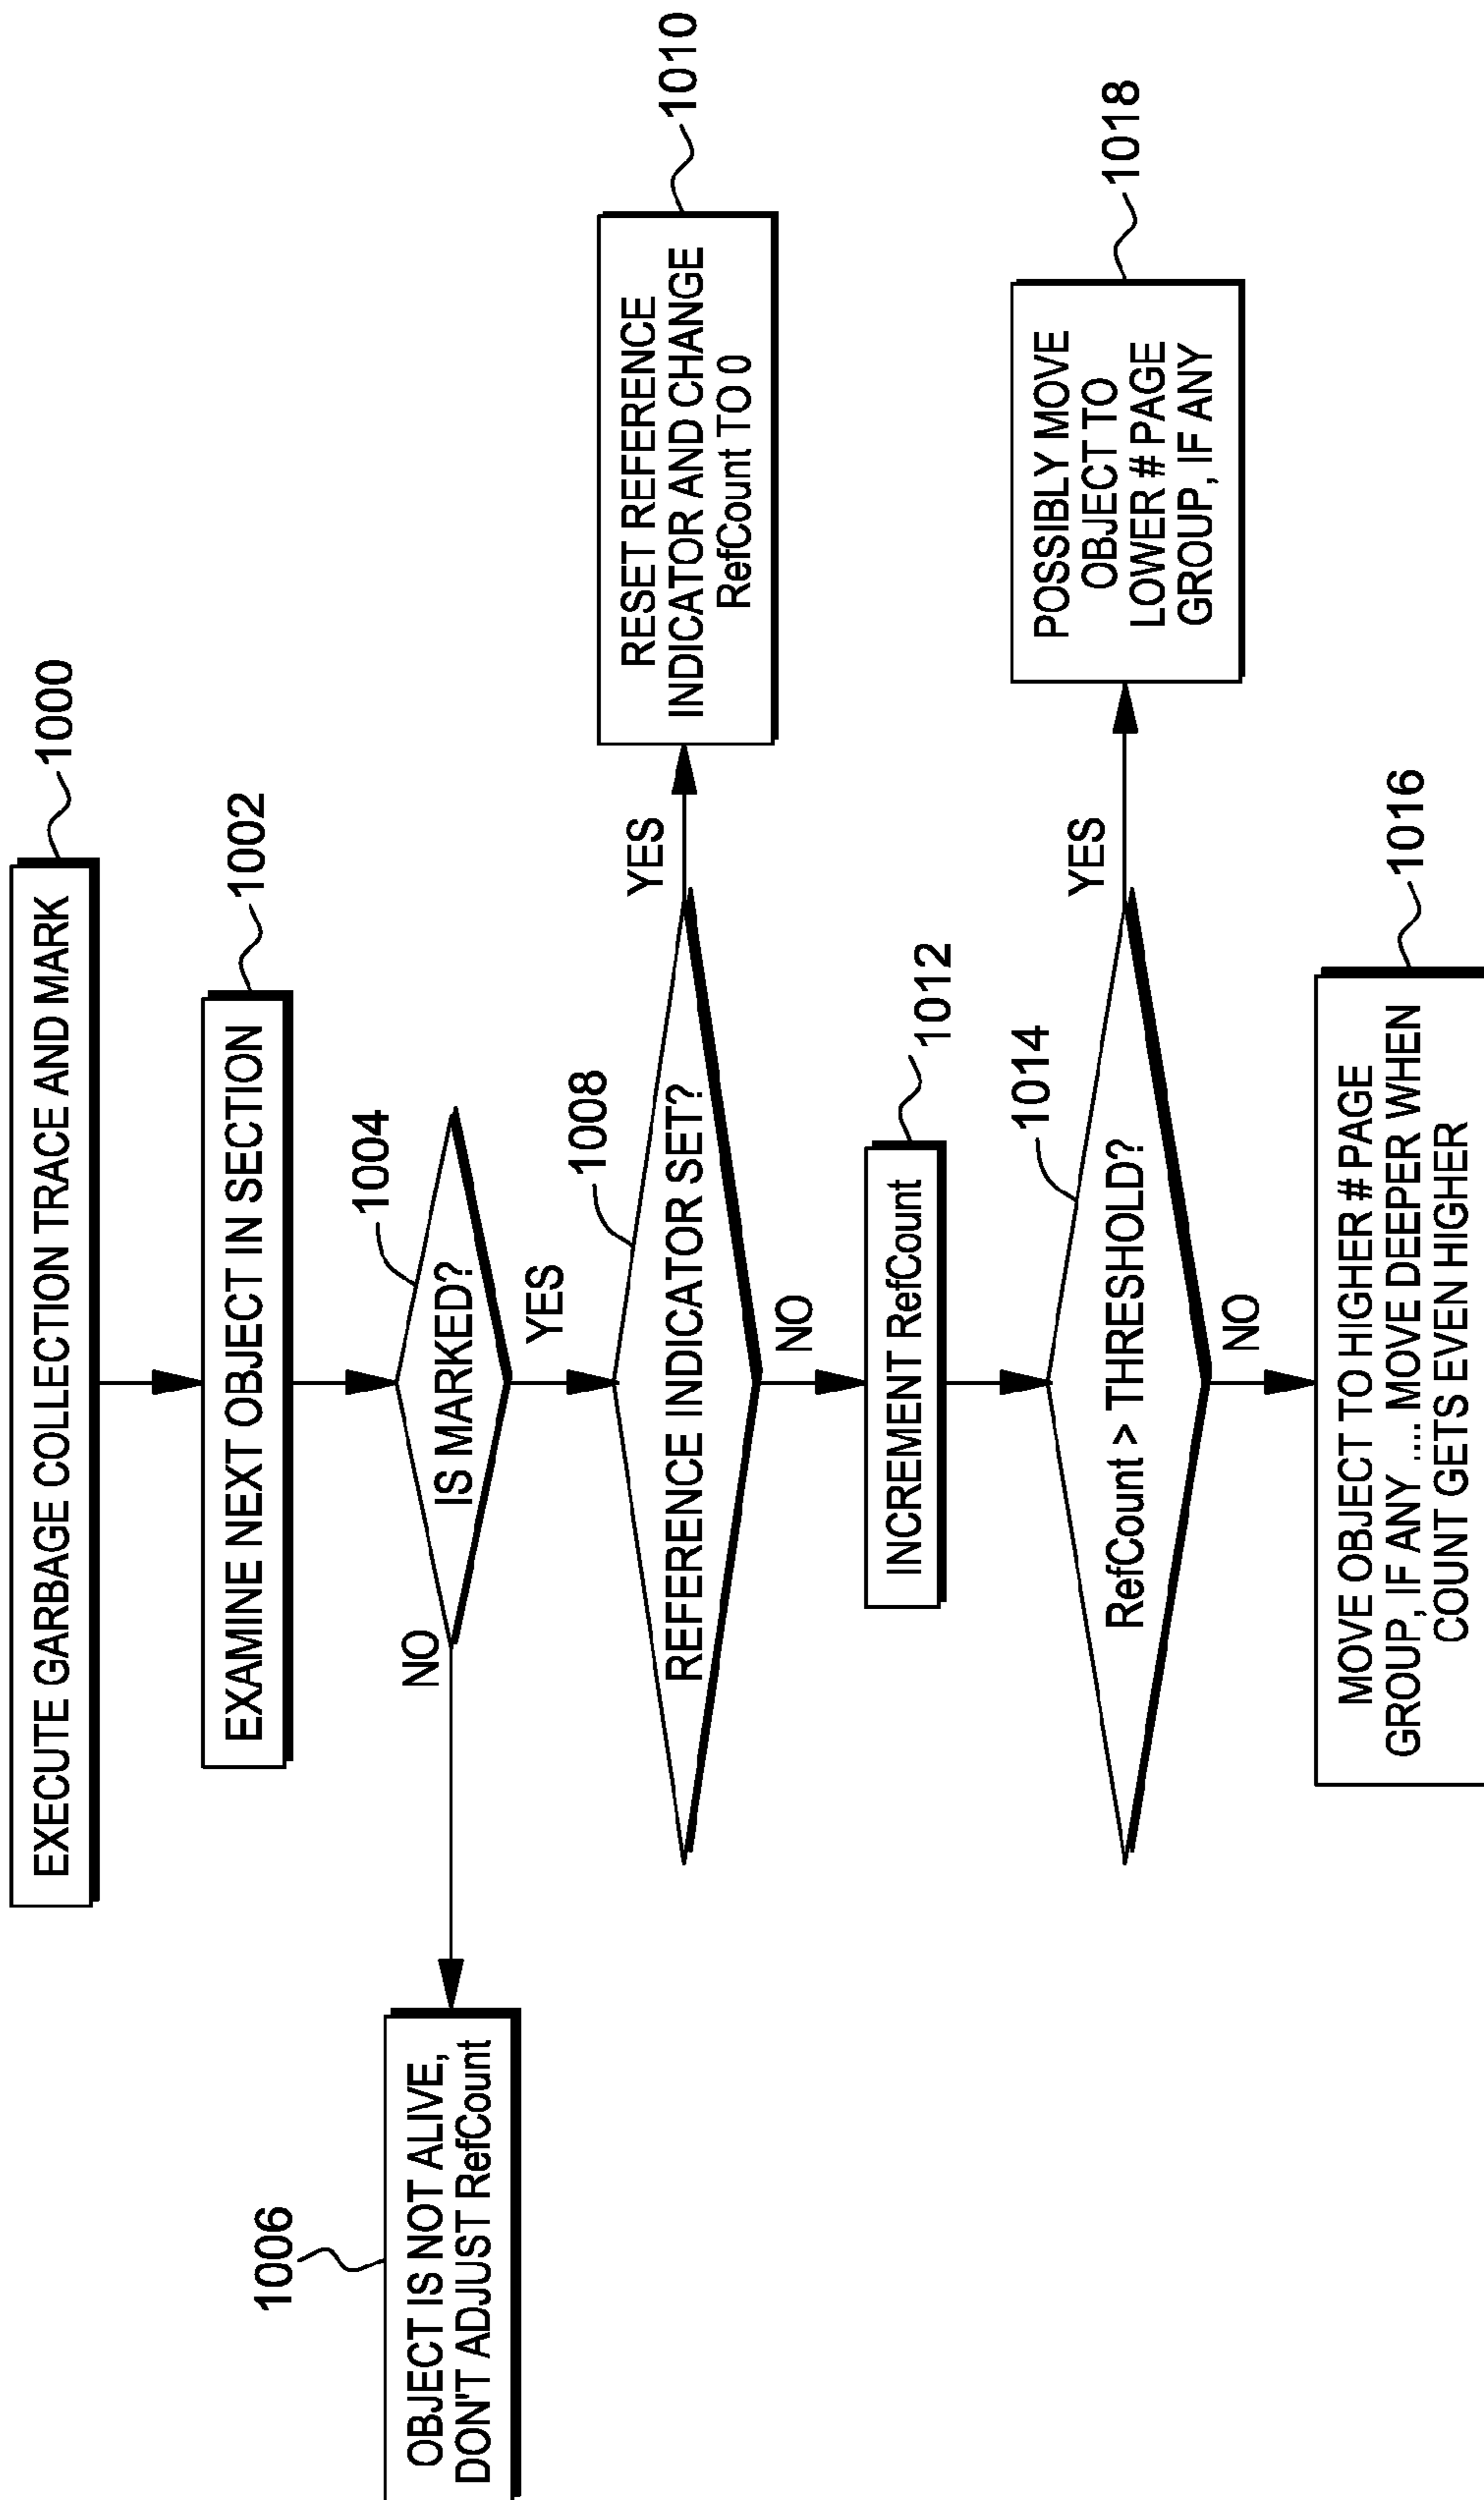 EXECUTE GARBAGE COLLECTION TRACE AND MARK
1000
EXAMINE NEXT OBJECT IN SECTION
1002
1004
IS MARKED?
NO
YES
1006
OBJECT IS NOT ALIVE,
DON'T ADJUST RefCount
1008
REFERENCE INDICATOR SET?
YES
NO
1010
RESET REFERENCE
INDICATOR AND CHANGE
RefCount TO 0
1012
INCREMENT RefCount
1014
RefCount > THRESHOLD?
YES
NO
1018
POSSIBLY MOVE
OBJECT TO
LOWER # PAGE
GROUP, IF ANY
1016
MOVE OBJECT TO HIGHER # PAGE
GROUP, IF ANY .... MOVE DEEPER WHEN
COUNT GETS EVEN HIGHER